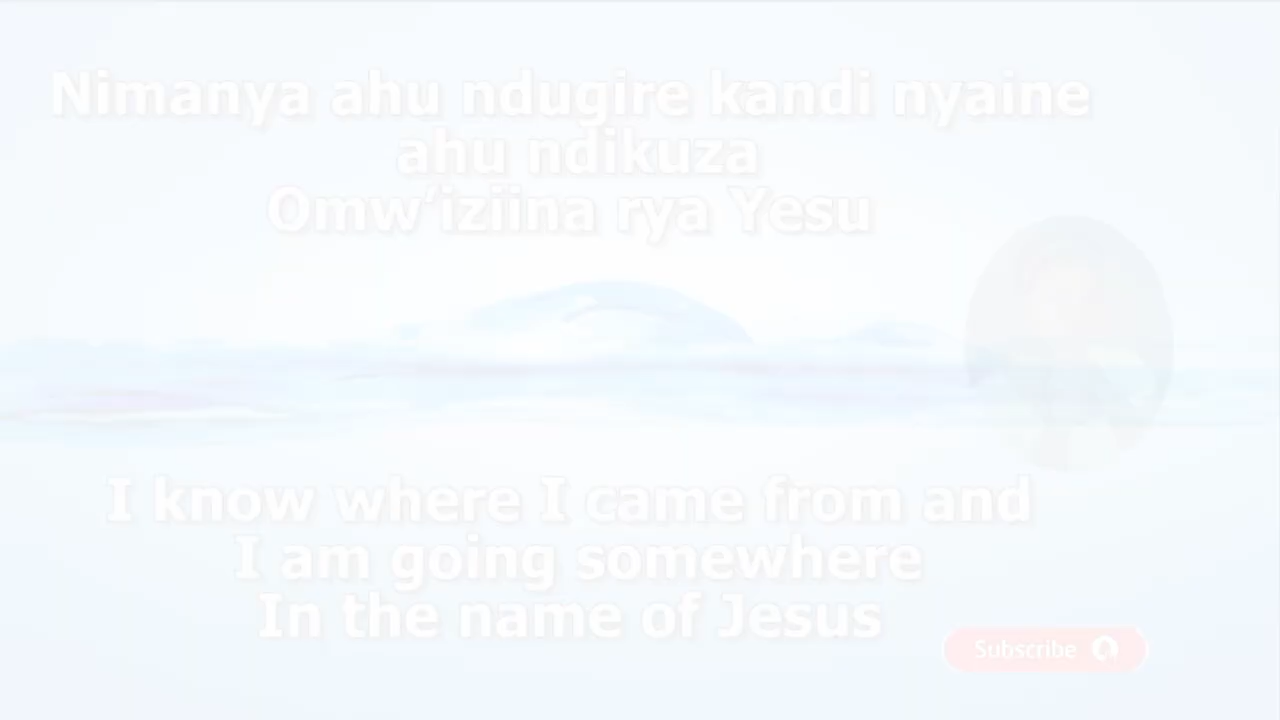 Nimanya ahu ndugire kandi nyaine
ahu ndikuza
Omw‘iziina rya Yesu
I know where I came from and
I am going somewhere
In the name of Jesus
Subscribe